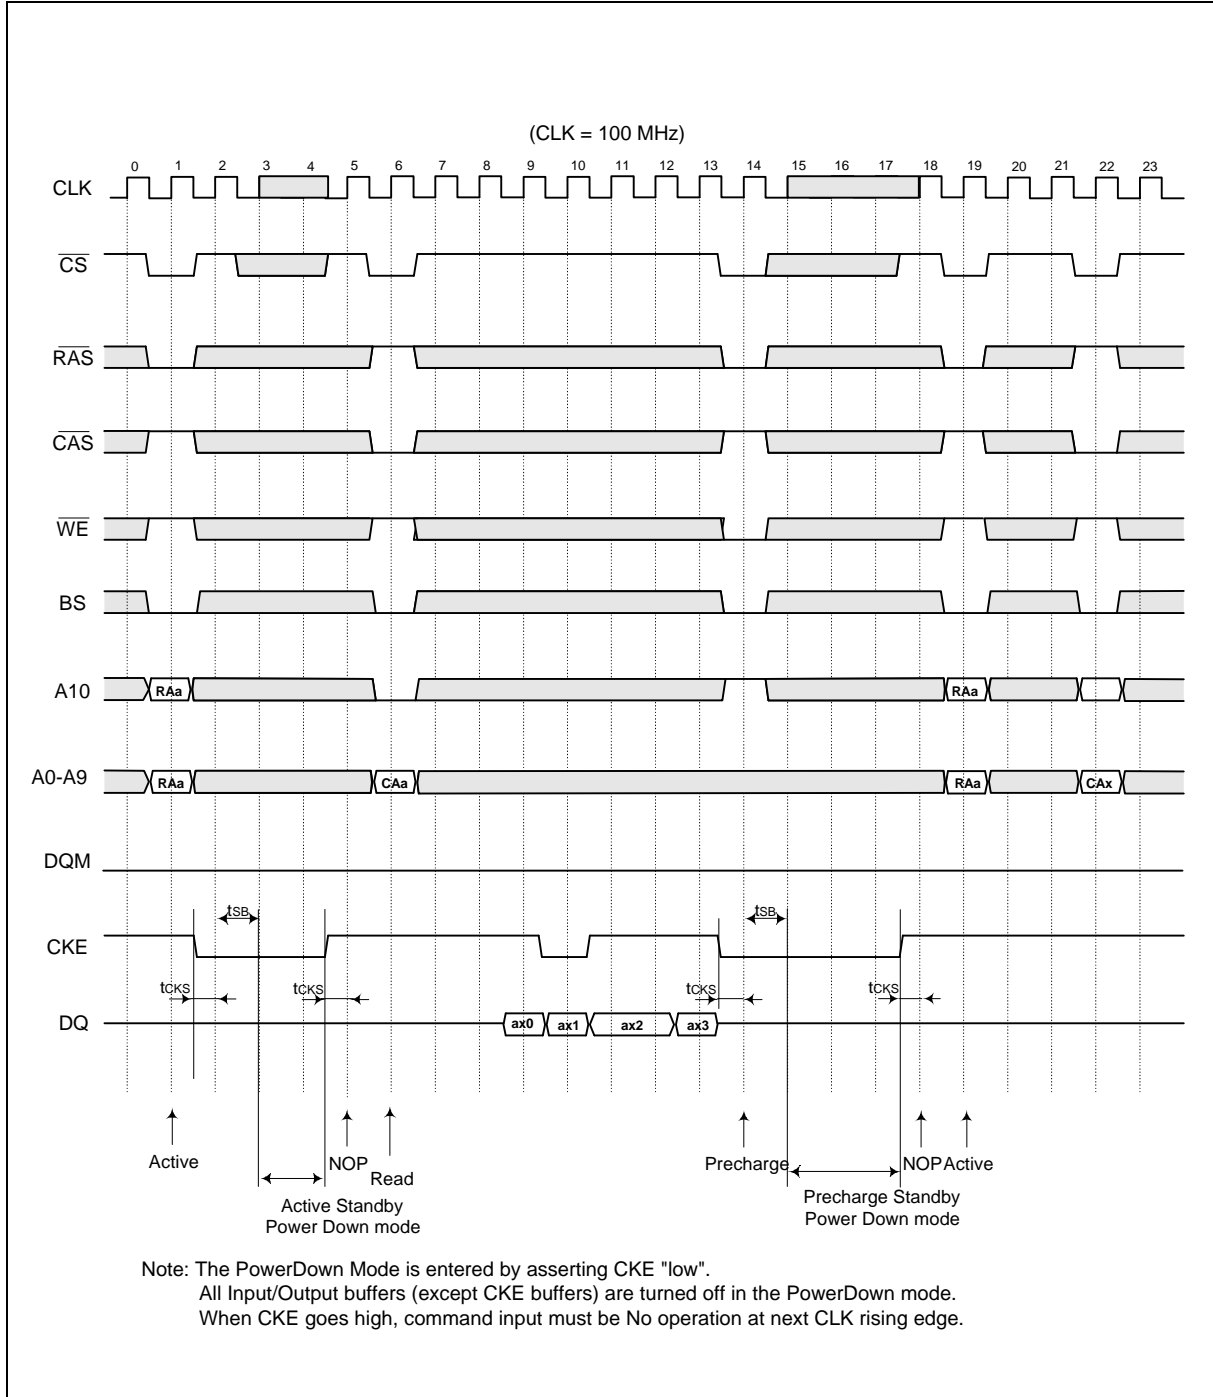 (CLK = 100 MHz)
0 1 2 3 4 5 6 7 8 9 10 11 12 13 14 15 16 17 18 19 20 21 22 23
CLK
CS
RAS
CAS
WE
BS
A10 RAa RAa
A0-A9 RAa CAa RAa CAx
DQM
tSB tSB
CKE
tCKS tCKS tCKS tCKS
DQ ax0 ax1 ax2 ax3
Active NOP Read Precharge NOP Active
Active Standby
Power Down mode
Precharge Standby
Power Down mode
Note: The PowerDown Mode is entered by asserting CKE "low".
All Input/Output buffers (except CKE buffers) are turned off in the PowerDown mode.
When CKE goes high, command input must be No operation at next CLK rising edge.